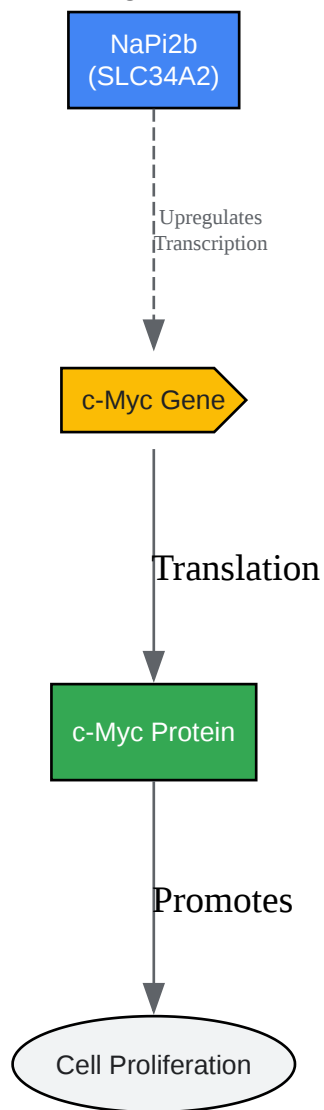 NaPi2b
(SLC34A2)
Upregulates
Transcription
c-Myc Gene
Translation
c-Myc Protein
Promotes
Cell Proliferation